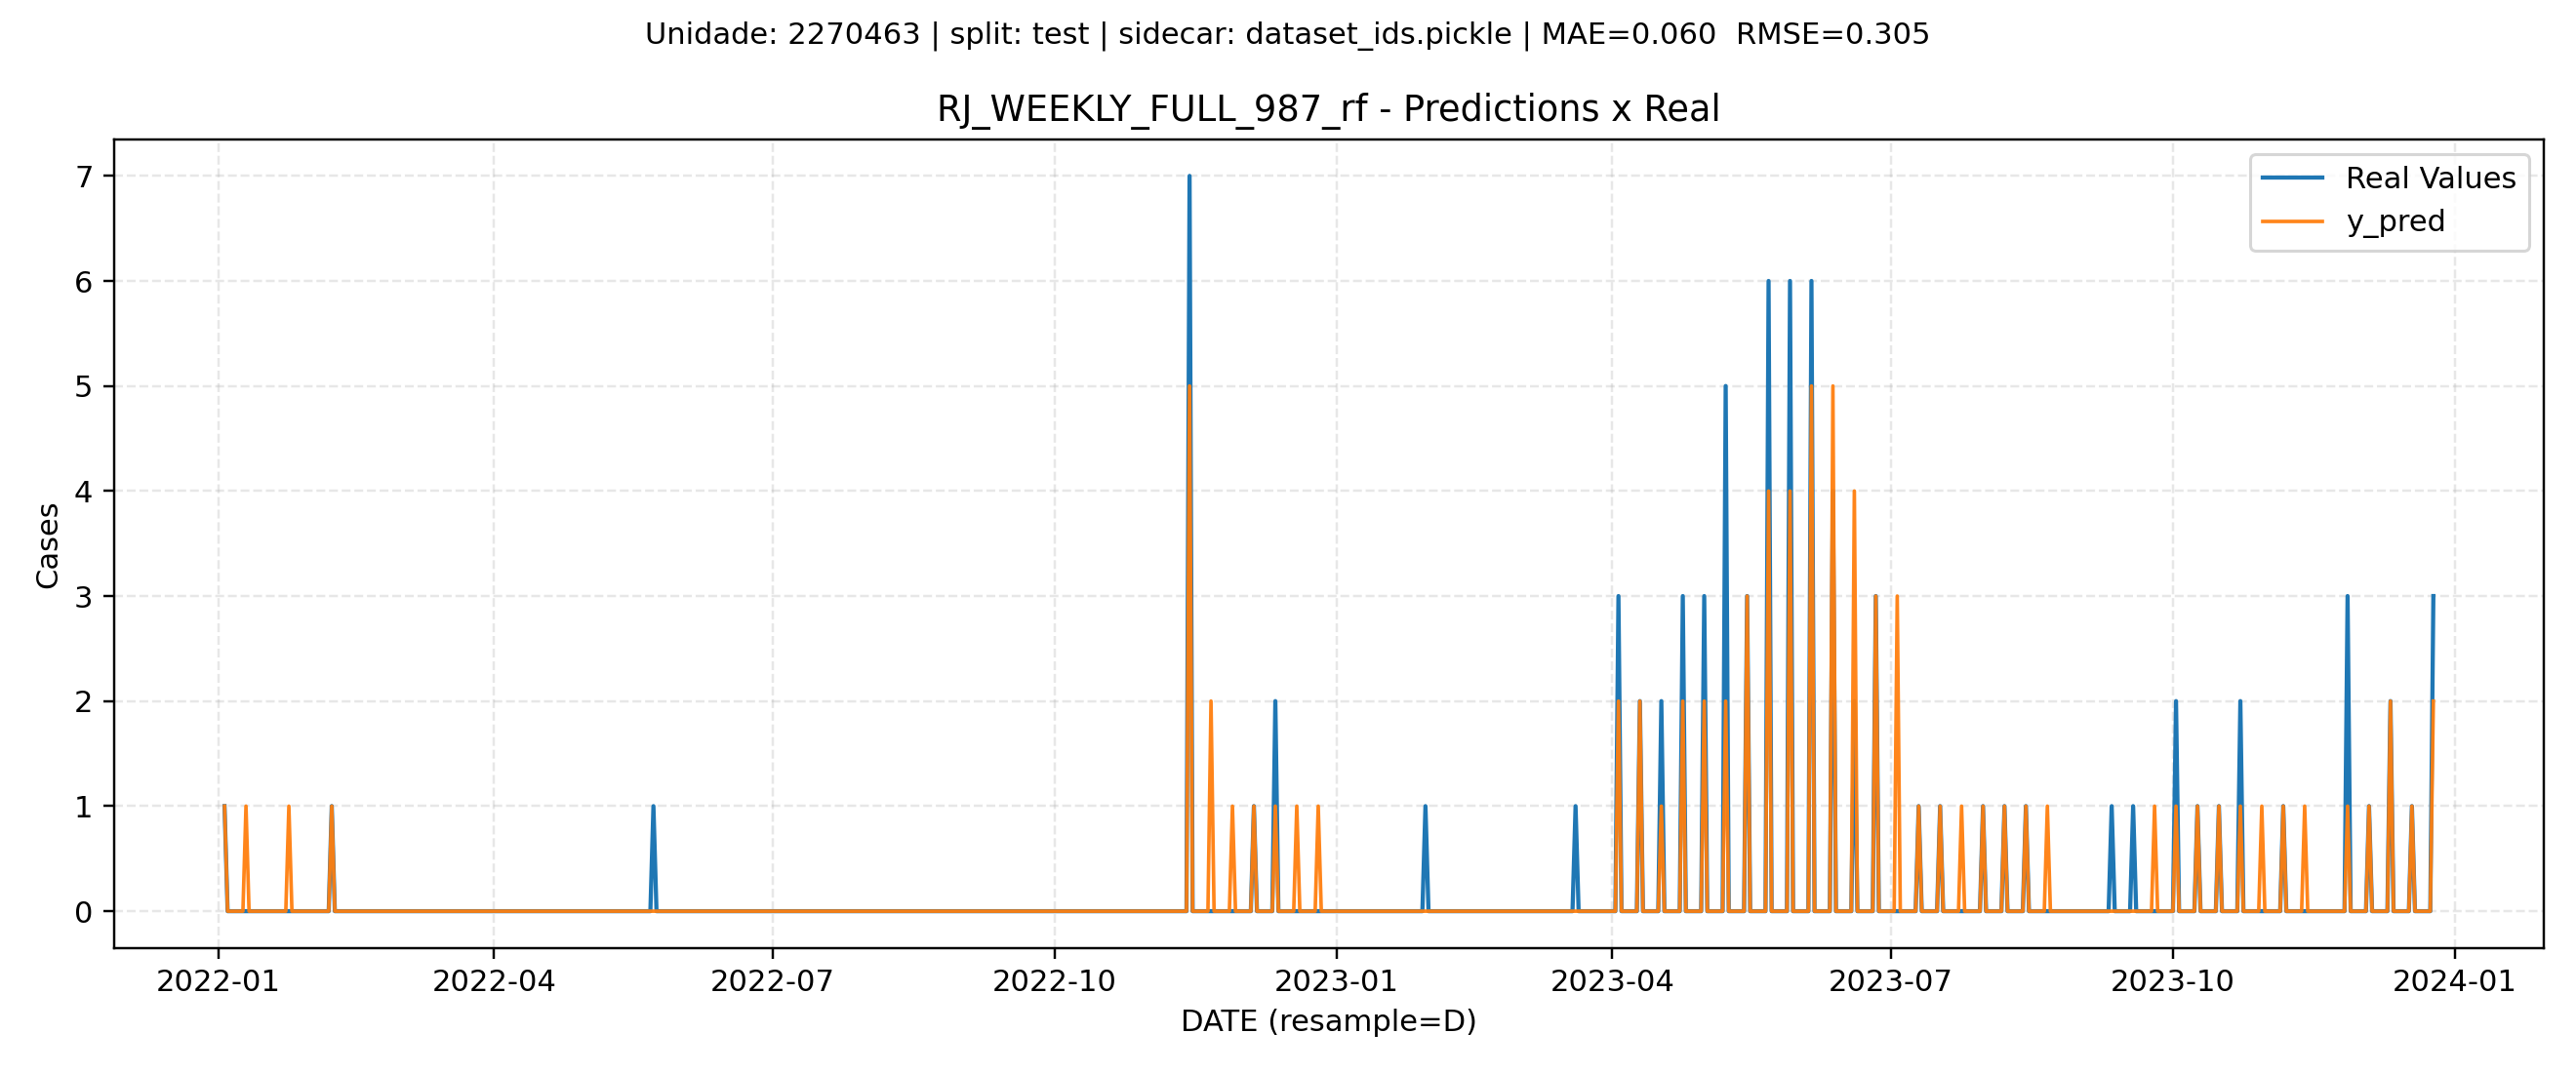 Unidade: 2270463 | split: test | sidecar: dataset_ids.pickle | MAE=0.060  RMSE=0.305
RJ_WEEKLY_FULL_987_rf - Predictions x Real
Real Values
y_pred
7
6
5
4
3
2
1
0
Cases
2022-01
2022-04
2022-07
2022-10
2023-01
2023-04
2023-07
2023-10
2024-01
DATE (resample=D)